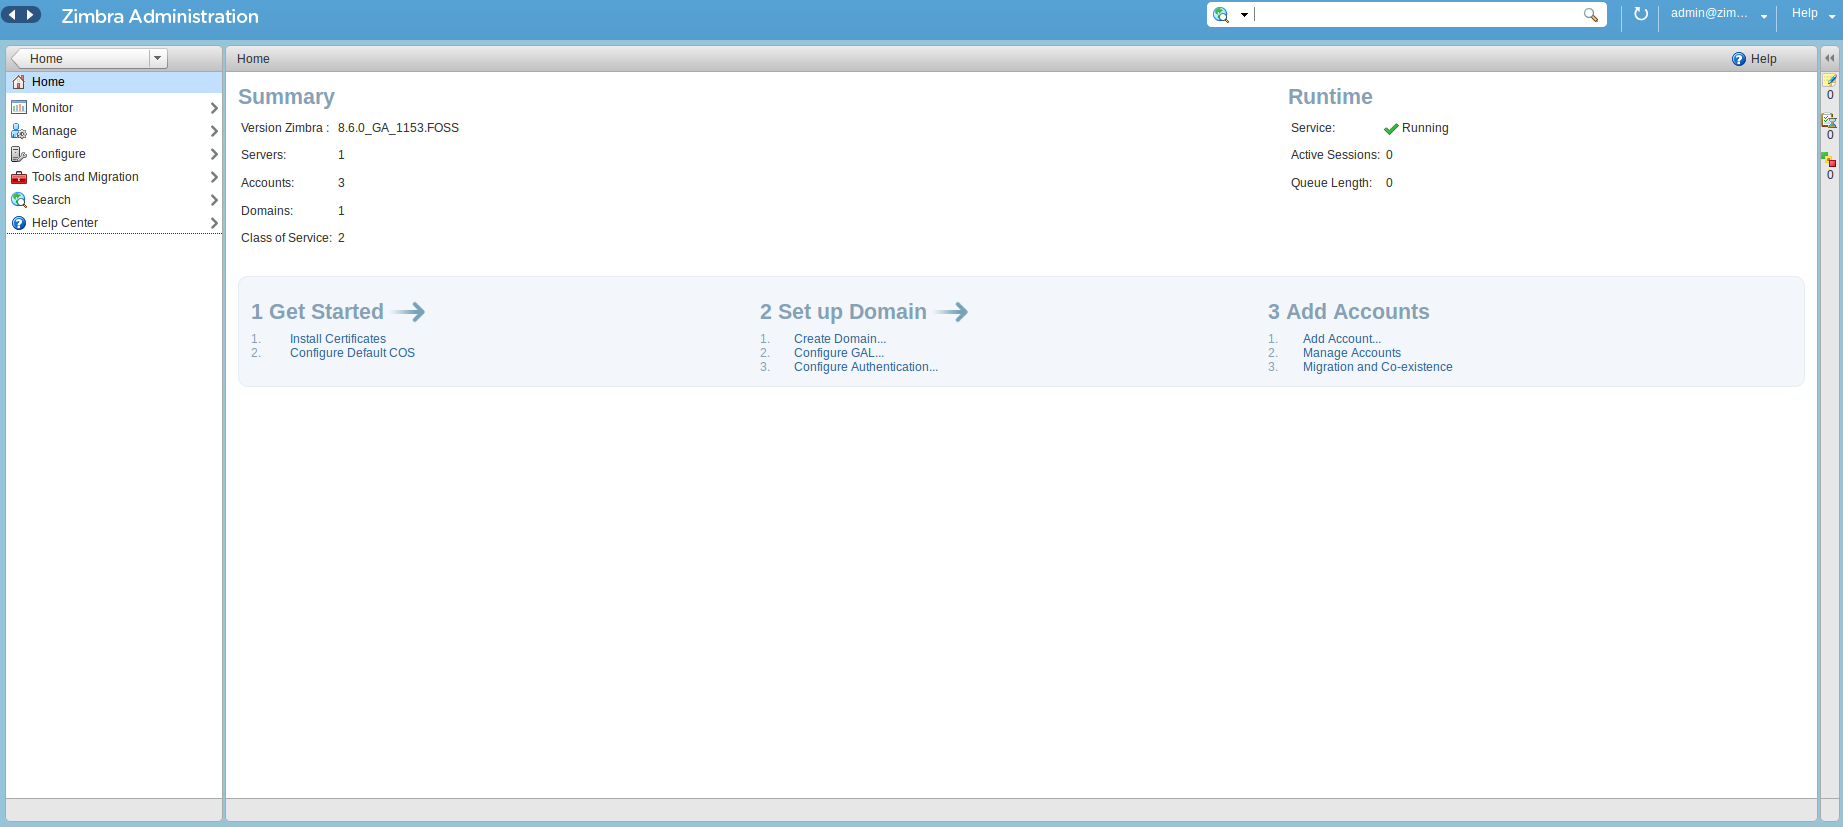 Zimbra Administration
admin@zim...
Help
Home
Home
Monitor
Manage
Configure
Tools and Migration
Search
Help Center
Home
Help
Summary
Version Zimbra : 8.6.0_GA_1153.FOSS
Servers: 1
Accounts: 3
Domains: 1
Class of Service: 2
Runtime
Service: Running
Active Sessions: 0
Queue Length: 0
1 Get Started
1. Install Certificates
2. Configure Default COS
2 Set up Domain
1. Create Domain...
2. Configure GAL...
3. Configure Authentication...
3 Add Accounts
1. Add Account...
2. Manage Accounts
3. Migration and Co-existence
0
0
0